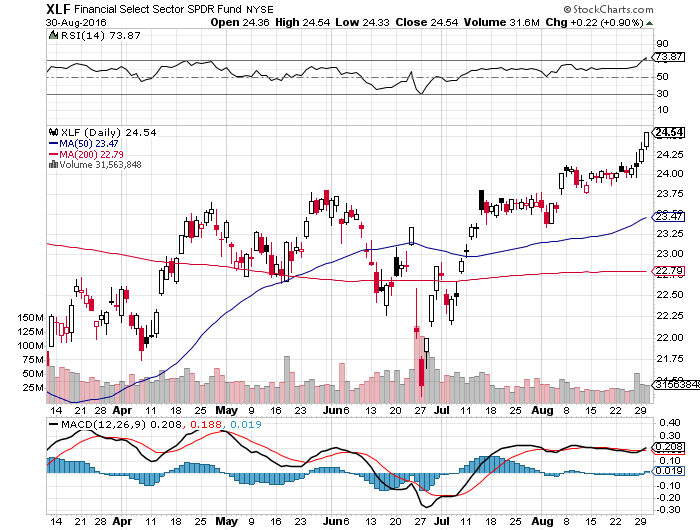 XLF Financial Select Sector SPDR Fund NYSE © StockCharts.com
30-Aug-2016 Open 24.36 High 24.54 Low 24.33 Close 24.54 Volume 31.6M Chg +0.22 (+0.90%)
RSI(14) 73.87
90
73.87
50
30
10
XLF (Daily) 24.54
MA(50) 23.47
MA(200) 22.79
Volume 31,563,848
24.54
24.25
24.00
23.75
23.47
23.25
23.00
22.79
22.50
22.25
22.00
21.75
150M
125M
100M
75M
50M
25M
31563848
14 21 28 Apr 11 18 25 May 9 16 23 Jun 6 13 20 27 Jul 11 18 25 Aug 8 15 22 29
MACD(12,26,9) 0.208, 0.188, 0.019
0.40
0.30
0.208
0.10
0.019
-0.10
-0.20
-0.30
14 21 28 Apr 11 18 25 May 9 16 23 Jun 6 13 20 27 Jul 11 18 25 Aug 8 15 22 29